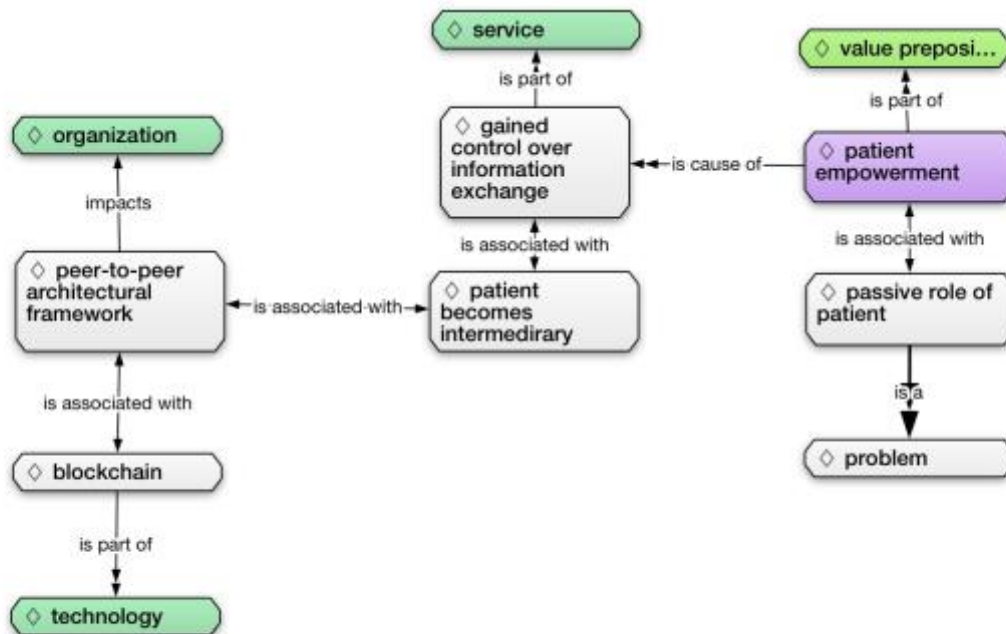 ◇ service
◇ value preposi...
is part of
is part of
◇ organization
◇ gained
control over
information
exchange
◇ patient
empowerment
is cause of
impacts
is associated with
is associated with
◇ peer-to-peer
architectural
framework
is associated with
◇ patient
becomes
intermedirary
◇ passive role of
patient
is associated with
is a
◇ blockchain
◇ problem
is part of
◇ technology